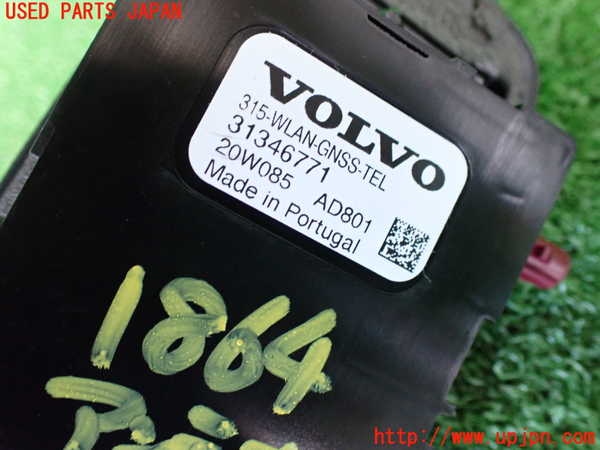 USED PARTS JAPAN
VOLVO
315-WLAN-GNSS-TEL
31346771
20W085 AD801
Made in Portugal
1864
http://www.upjpn.com/